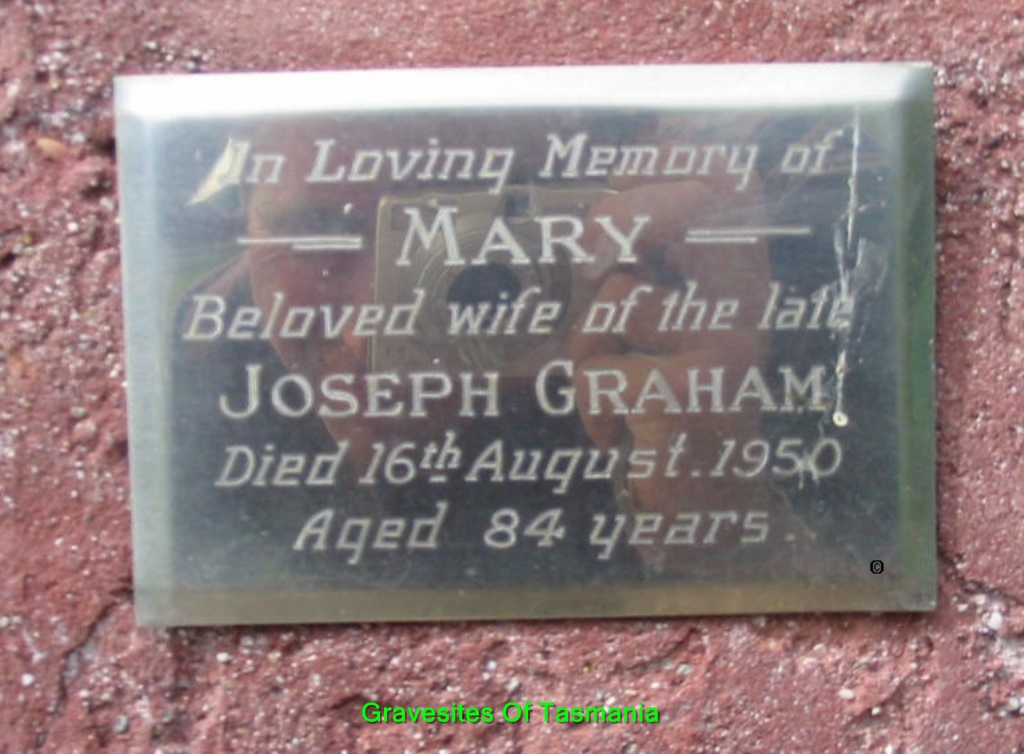 In Loving Memory of
MARY
Beloved wife of the late
JOSEPH GRAHAM
Died 16th August. 1950
Aged 84 years.
©
Gravesites Of Tasmania